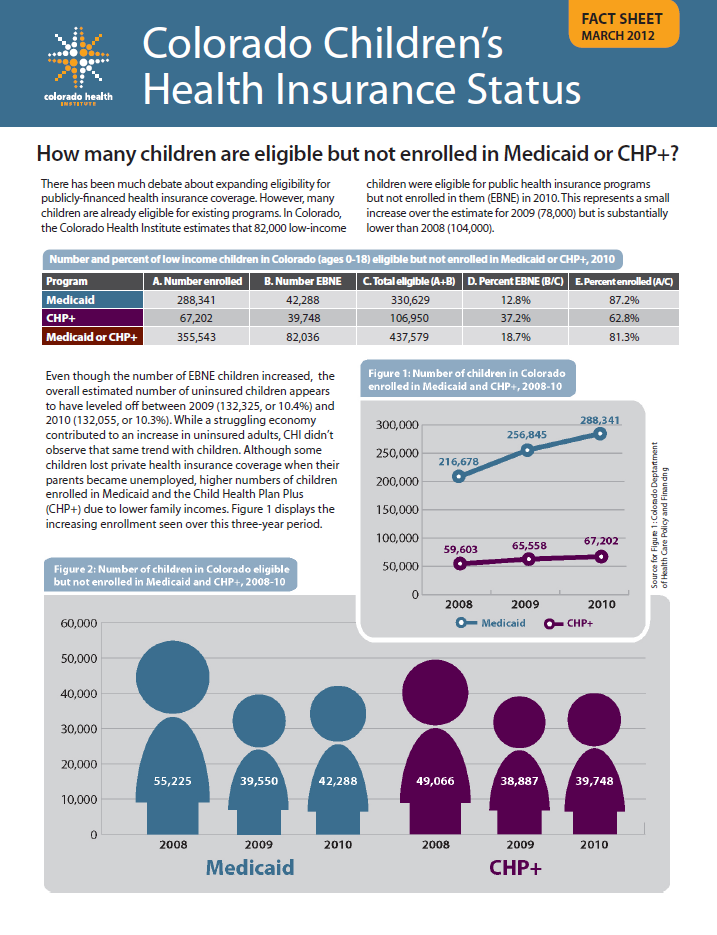 FACT SHEET
MARCH 2012
colorado health
INSTITUTE
Colorado Children's
Health Insurance Status
How many children are eligible but not enrolled in Medicaid or CHP+?
There has been much debate about expanding eligibility for
publicly-financed health insurance coverage. However, many
children are already eligible for existing programs. In Colorado,
the Colorado Health Institute estimates that 82,000 low-income
children were eligible for public health insurance programs
but not enrolled in them (EBNE) in 2010. This represents a small
increase over the estimate for 2009 (78,000) but is substantially
lower than 2008 (104,000).
Number and percent of low income children in Colorado (ages 0-18) eligible but not enrolled in Medicaid or CHP+, 2010
Program A. Number enrolled B. Number EBNE C. Total eligible (A+B) D. Percent EBNE (B/C) E. Percent enrolled (A/C)
Medicaid 288,341 42,288 330,629 12.8% 87.2%
CHP+ 67,202 39,748 106,950 37.2% 62.8%
Medicaid or CHP+ 355,543 82,036 437,579 18.7% 81.3%
Even though the number of EBNE children increased, the
overall estimated number of uninsured children appears
to have leveled off between 2009 (132,325, or 10.4%) and
2010 (132,055, or 10.3%). While a struggling economy
contributed to an increase in uninsured adults, CHI didn't
observe that same trend with children. Although some
children lost private health insurance coverage when their
parents became unemployed, higher numbers of children
enrolled in Medicaid and the Child Health Plan Plus
(CHP+) due to lower family incomes. Figure 1 displays the
increasing enrollment seen over this three-year period.
Figure 1: Number of children in Colorado
enrolled in Medicaid and CHP+, 2008-10
300,000
250,000
200,000
150,000
100,000
50,000
0
216,678
256,845
288,341
59,603
65,558
67,202
2008 2009 2010
Medicaid CHP+
Source for Figure 1: Colorado Deptartment
of Health Care Policy and Financing
Figure 2: Number of children in Colorado eligible
but not enrolled in Medicaid and CHP+, 2008-10
60,000
50,000
40,000
30,000
20,000
10,000
0
55,225 39,550 42,288 49,066 38,887 39,748
2008 2009 2010 2008 2009 2010
Medicaid CHP+